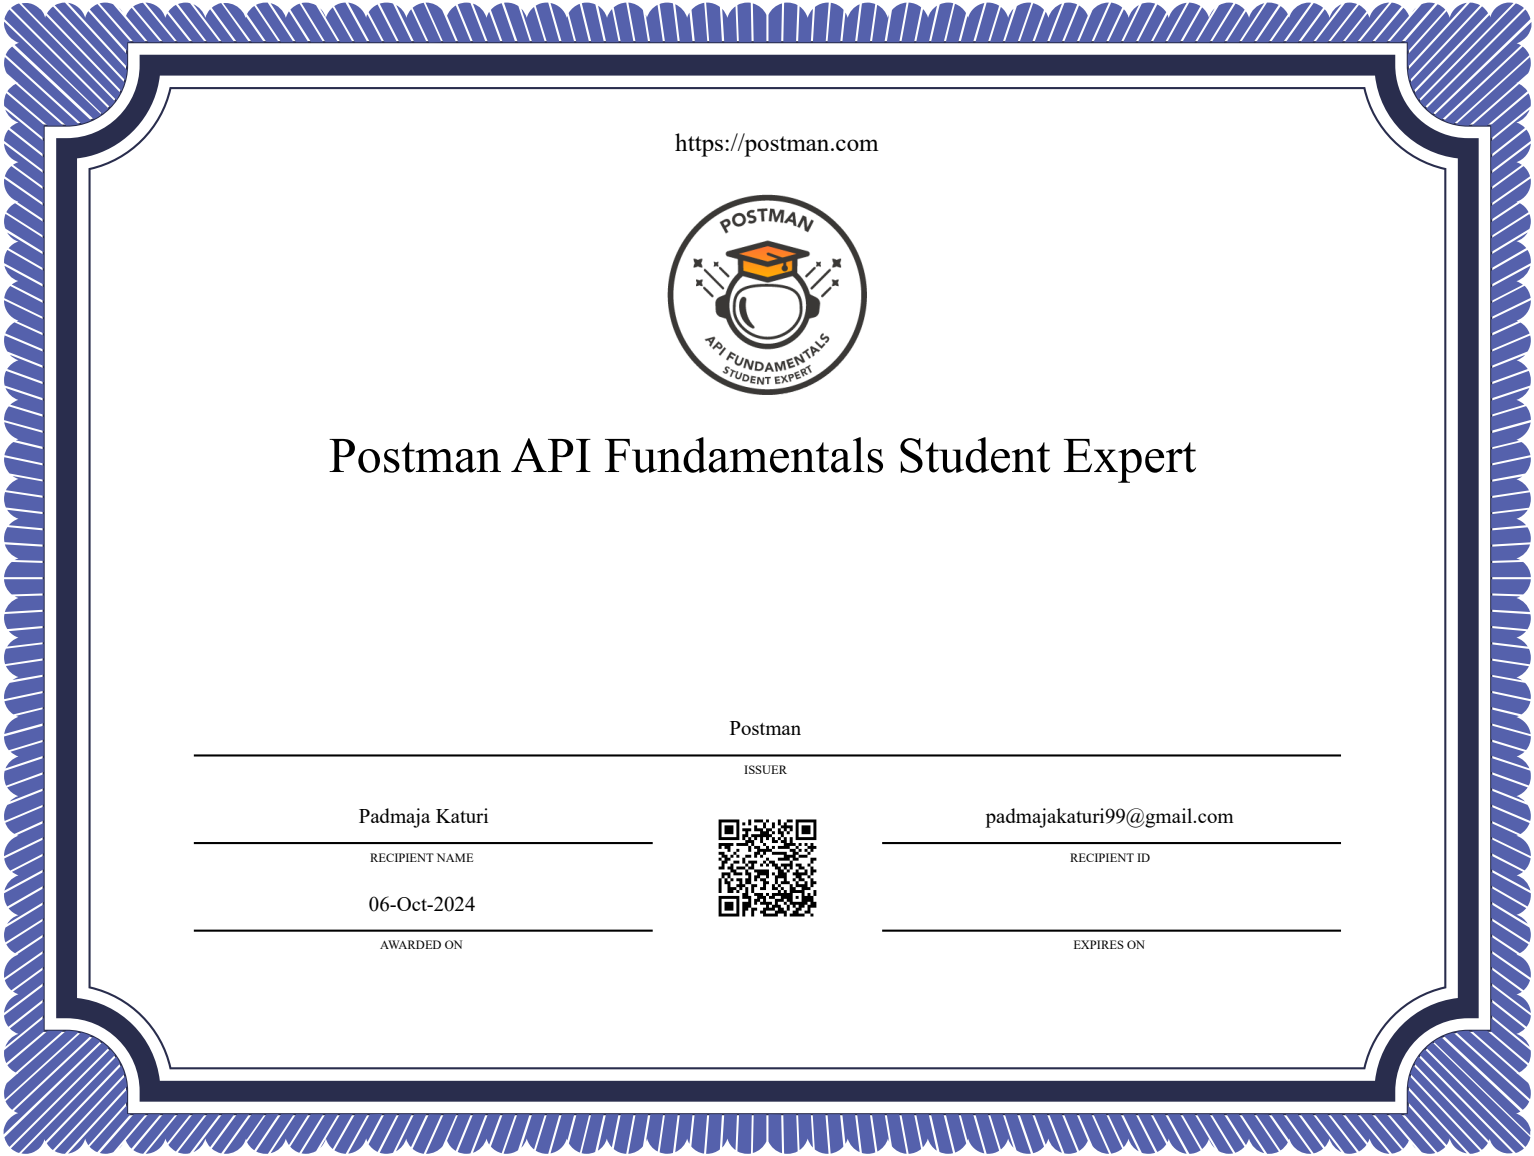 https://postman.com
POSTMAN
API FUNDAMENTALS
STUDENT EXPERT
Postman API Fundamentals Student Expert
Postman
ISSUER
Padmaja Katuri
RECIPIENT NAME
padmajakaturi99@gmail.com
RECIPIENT ID
06-Oct-2024
AWARDED ON
EXPIRES ON